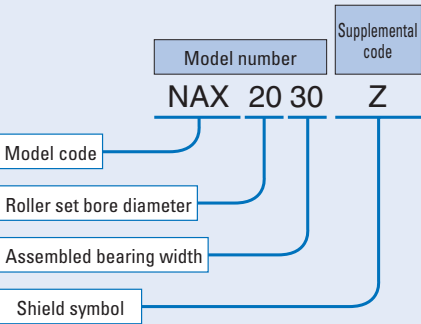 Supplemental
code
Model number
NAX 20 30 Z
Model code
Roller set bore diameter
Assembled bearing width
Shield symbol